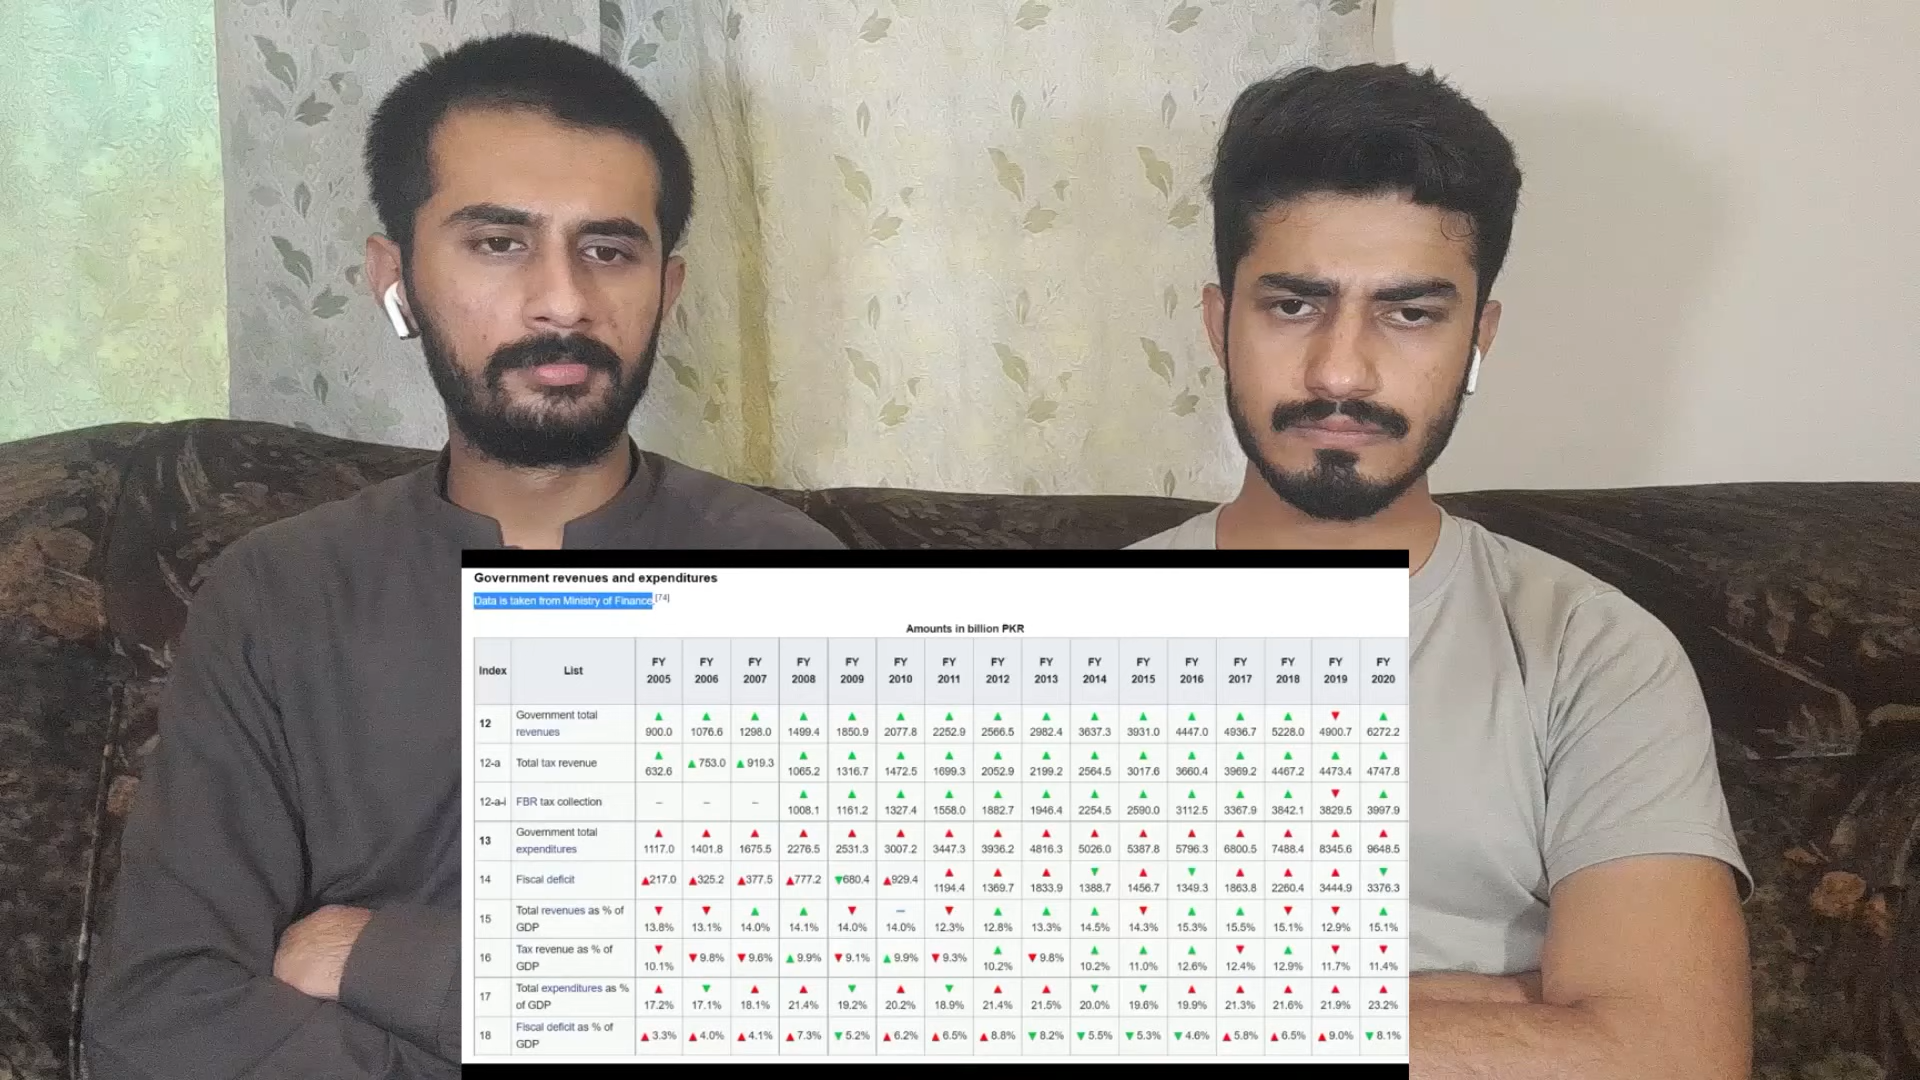 Government revenues and expenditures
Data is taken from Ministry of Finance.[74]
Amounts in billion PKR
Index List FY 2005 FY 2006 FY 2007 FY 2008 FY 2009 FY 2010 FY 2011 FY 2012 FY 2013 FY 2014 FY 2015 FY 2016 FY 2017 FY 2018 FY 2019 FY 2020
12 Government total revenues ▲ 900.0 ▲ 1076.6 ▲ 1298.0 ▲ 1499.4 ▲ 1850.9 ▲ 2077.8 ▲ 2252.9 ▲ 2566.5 ▲ 2982.4 ▲ 3637.3 ▲ 3931.0 ▲ 4447.0 ▲ 4936.7 ▲ 5228.0 ▼ 4900.7 ▲ 6272.2
12-a Total tax revenue ▲ 632.6 ▲ 753.0 ▲ 919.3 ▲ 1065.2 ▲ 1316.7 ▲ 1472.5 ▲ 1699.3 ▲ 2052.9 ▲ 2199.2 ▲ 2564.5 ▲ 3017.6 ▲ 3660.4 ▲ 3969.2 ▲ 4467.2 ▲ 4473.4 ▲ 4747.8
12-a-i FBR tax collection – – – ▲ 1008.1 ▲ 1161.2 ▲ 1327.4 ▲ 1558.0 ▲ 1882.7 ▲ 1946.4 ▲ 2254.5 ▲ 2590.0 ▲ 3112.5 ▲ 3367.9 ▲ 3842.1 ▼ 3829.5 ▲ 3997.9
13 Government total expenditures ▲ 1117.0 ▲ 1401.8 ▲ 1675.5 ▲ 2276.5 ▲ 2531.3 ▲ 3007.2 ▲ 3447.3 ▲ 3936.2 ▲ 4816.3 ▲ 5026.0 ▲ 5387.8 ▲ 5796.3 ▲ 6800.5 ▲ 7488.4 ▲ 8345.6 ▲ 9648.5
14 Fiscal deficit ▲217.0 ▲325.2 ▲377.5 ▲777.2 ▼680.4 ▲929.4 ▲ 1194.4 ▲ 1369.7 ▲ 1833.9 ▼ 1388.7 ▲ 1456.7 ▼ 1349.3 ▲ 1863.8 ▲ 2260.4 ▲ 3444.9 ▼ 3376.3
15 Total revenues as % of GDP ▼ 13.8% ▼ 13.1% ▲ 14.0% ▲ 14.1% ▼ 14.0% – 14.0% ▼ 12.3% ▲ 12.8% ▲ 13.3% ▲ 14.5% ▼ 14.3% ▲ 15.3% ▲ 15.5% ▼ 15.1% ▼ 12.9% ▲ 15.1%
16 Tax revenue as % of GDP ▼ 10.1% ▼9.8% ▼9.6% ▲9.9% ▼9.1% ▲9.9% ▼9.3% ▲ 10.2% ▼9.8% ▲ 10.2% ▲ 11.0% ▲ 12.6% ▼ 12.4% ▲ 12.9% ▼ 11.7% ▼ 11.4%
17 Total expenditures as % of GDP ▲ 17.2% ▼ 17.1% ▲ 18.1% ▲ 21.4% ▼ 19.2% ▲ 20.2% ▼ 18.9% ▲ 21.4% ▲ 21.5% ▼ 20.0% ▼ 19.6% ▲ 19.9% ▲ 21.3% ▲ 21.6% ▲ 21.9% ▲ 23.2%
18 Fiscal deficit as % of GDP ▲3.3% ▲4.0% ▲4.1% ▲7.3% ▼5.2% ▲6.2% ▲6.5% ▲8.8% ▼8.2% ▼5.5% ▼5.3% ▼4.6% ▲5.8% ▲6.5% ▲9.0% ▼8.1%